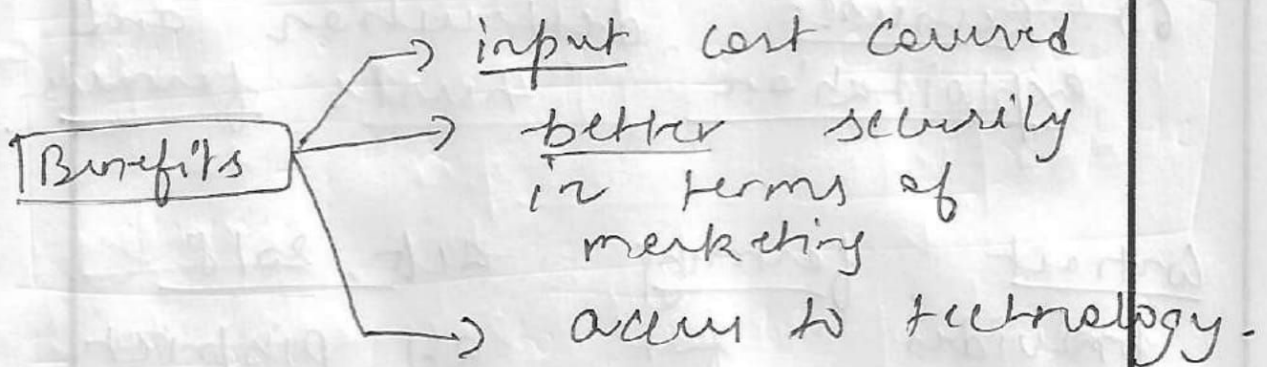 input cost covered
Benefits
better security
in terms of
marketing
access to technology.